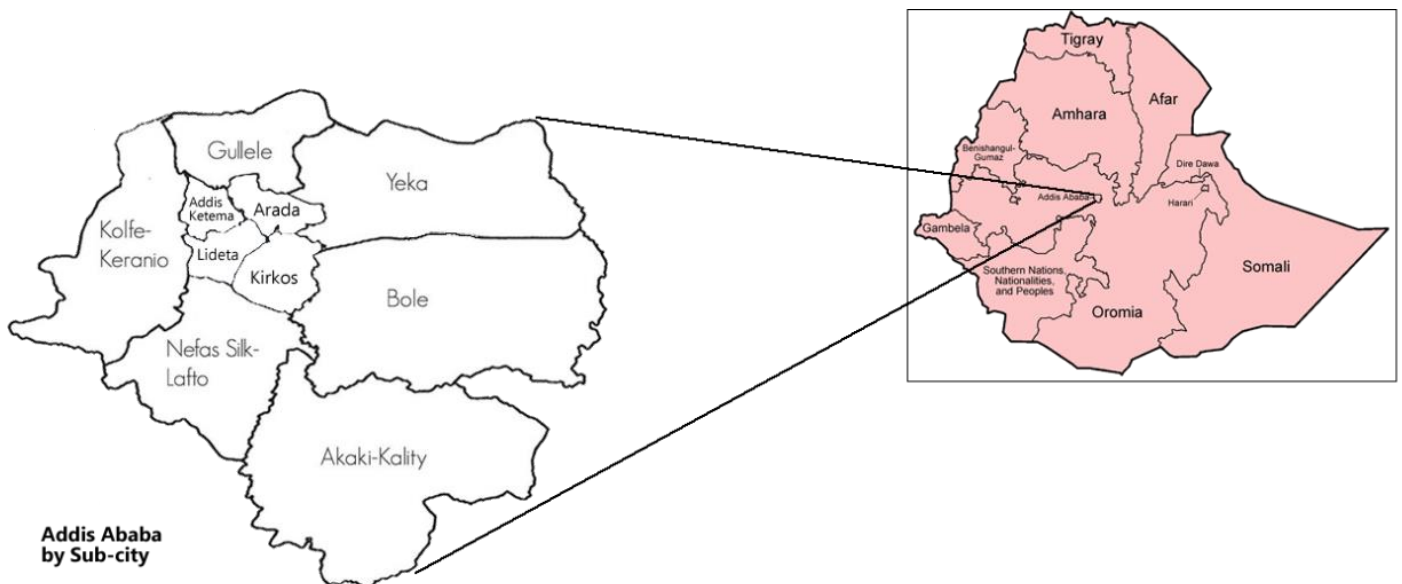 Gullele
Yeka
Addis
Ketema
Arada
Kolfe-
Keranio
Lideta
Kirkos
Bole
Nefas Silk-
Lafto
Akaki-Kality
Addis Ababa
by Sub-city
Tigray
Afar
Amhara
Benishangul-
Gumaz
Dire Dawa
Addis Ababa
Harari
Gambela
Somali
Southern Nations,
Nationalities,
and Peoples
Oromia